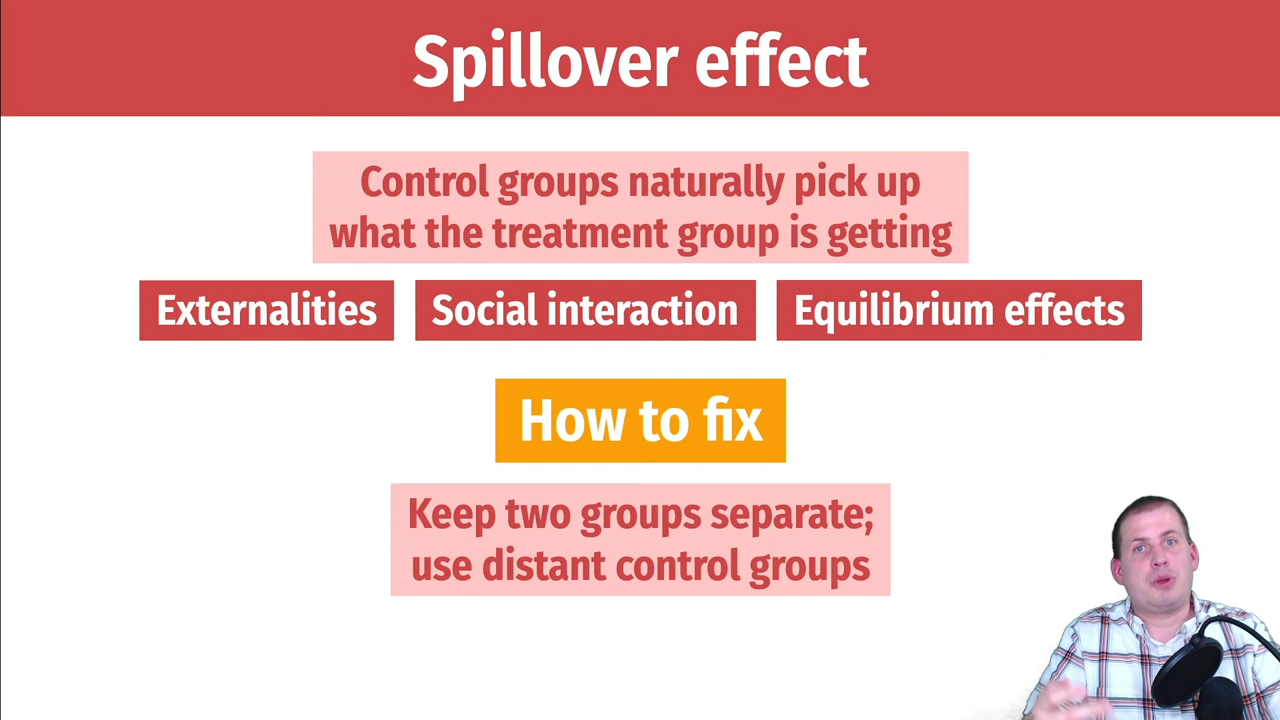 Spillover effect
Control groups naturally pick up
what the treatment group is getting
Externalities
Social interaction
Equilibrium effects
How to fix
Keep two groups separate;
use distant control groups